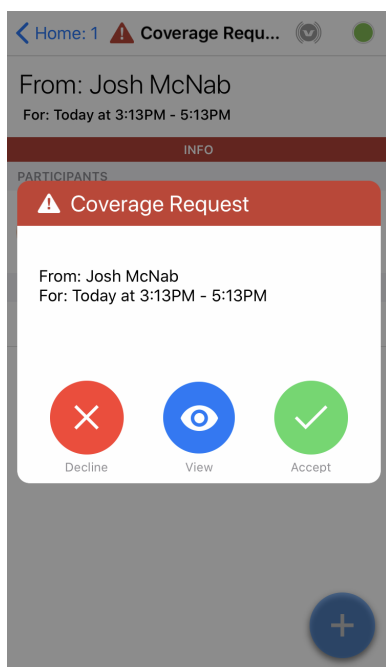 Home: 1 Coverage Requ...
From: Josh McNab
For: Today at 3:13PM - 5:13PM
INFO
PARTICIPANTS
Coverage Request
From: Josh McNab
For: Today at 3:13PM - 5:13PM
Decline View Accept